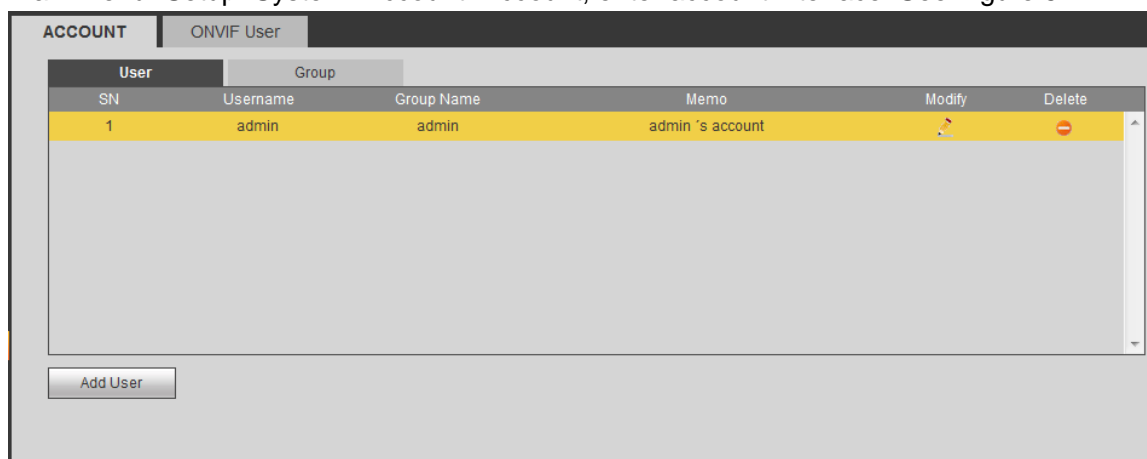 ACCOUNT ONVIF User
User Group
SN Username Group Name Memo Modify Delete
1 admin admin admin ´s account
Add User